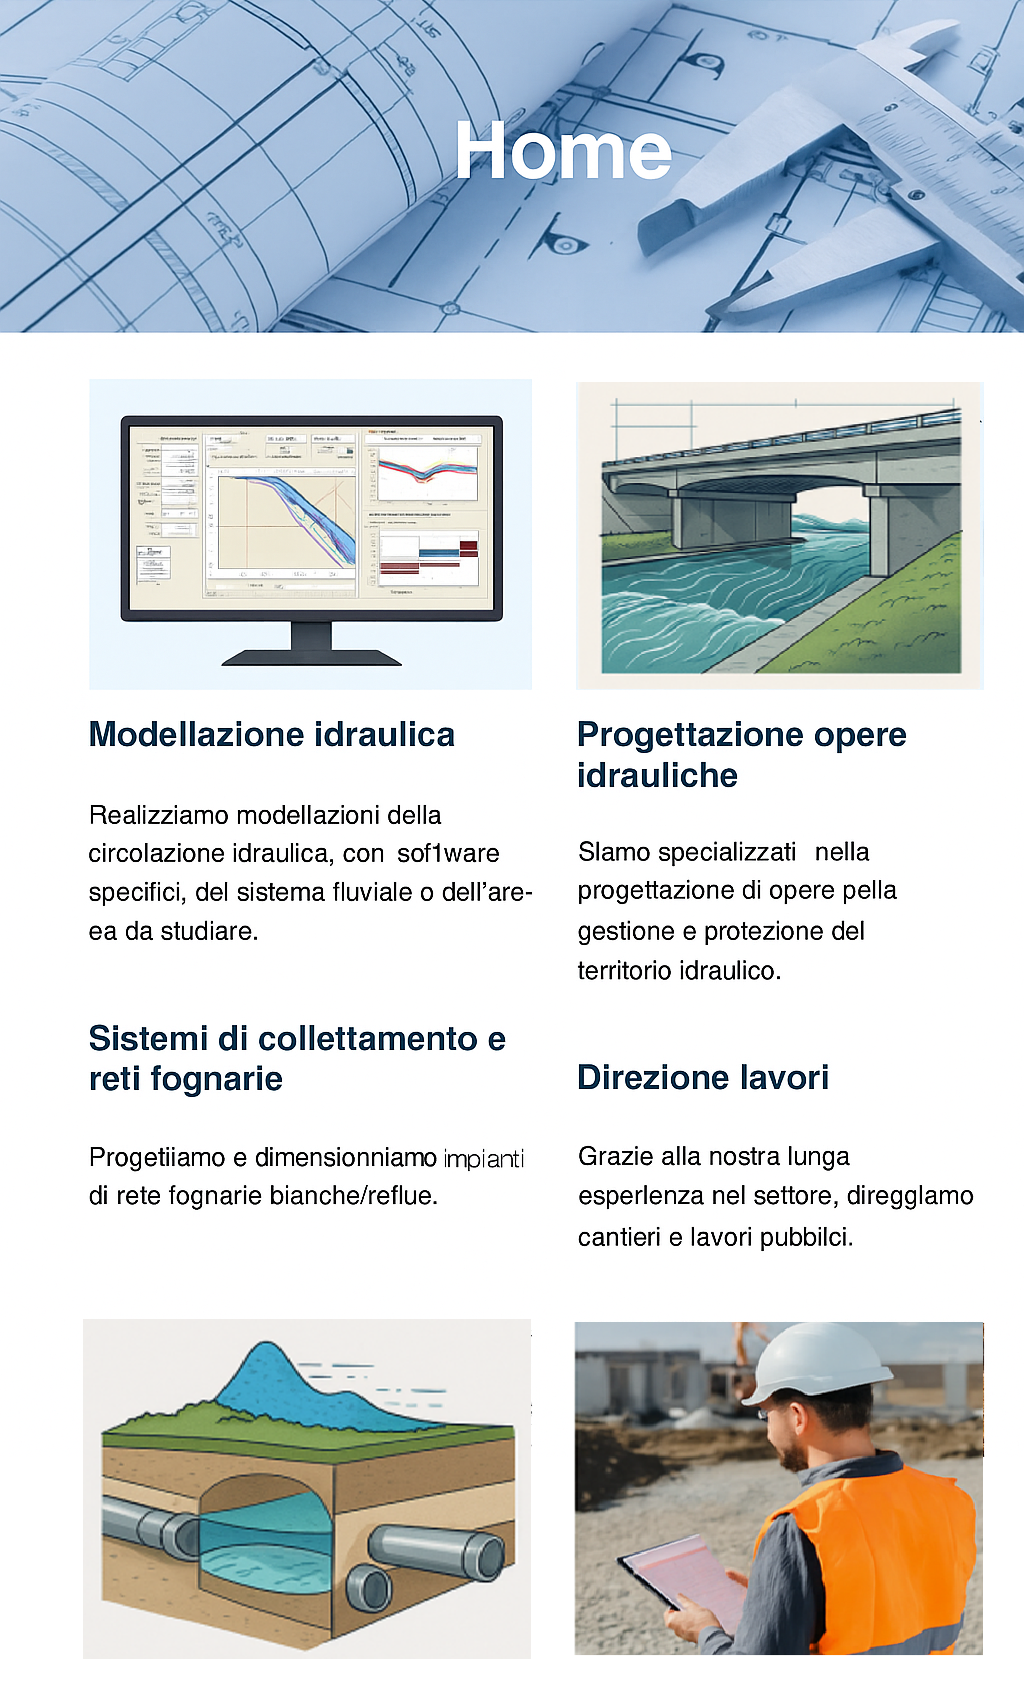 Home
Modellazione idraulica
Realizziamo modellazioni della
circolazione idraulica, con sof1ware
specifici, del sistema fluviale o dell'are-
ea da studiare.
Progettazione opere
idrauliche
Slamo specializzati nella
progettazione di opere pella
gestione e protezione del
territorio idraulico.
Sistemi di collettamento e
reti fognarie
Progetiiamo e dimensionniamo impianti
di rete fognarie bianche/reflue.
Direzione lavori
Grazie alla nostra lunga
esperlenza nel settore, diregglamo
cantieri e lavori pubbilci.